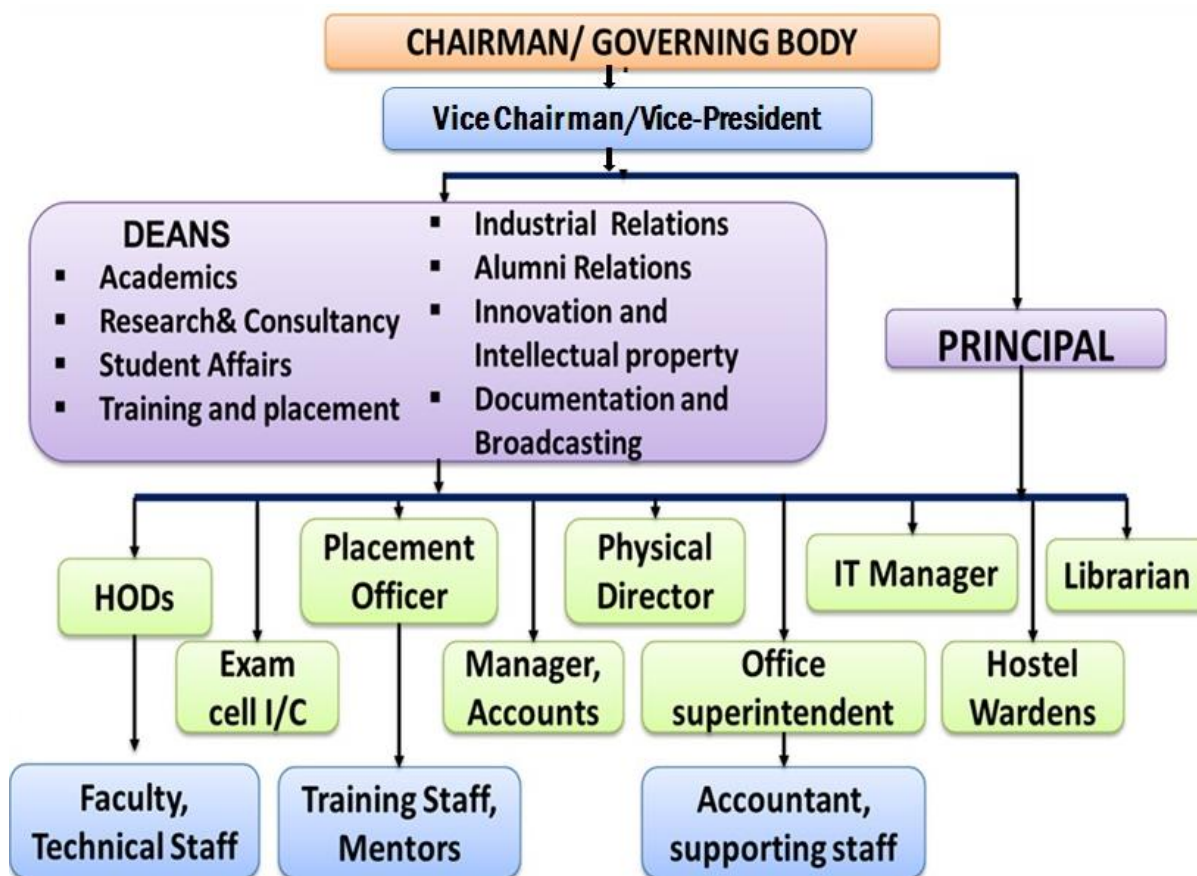 CHAIRMAN/ GOVERNING BODY
Vice Chairman/Vice-President
DEANS
▪ Academics
▪ Research& Consultancy
▪ Student Affairs
▪ Training and placement
▪ Industrial Relations
▪ Alumni Relations
▪ Innovation and
Intellectual property
▪ Documentation and
Broadcasting
PRINCIPAL
HODs
Exam
cell I/C
Placement
Officer
Manager,
Accounts
Physical
Director
Office
superintendent
IT Manager
Hostel
Wardens
Librarian
Faculty,
Technical Staff
Training Staff,
Mentors
Accountant,
supporting staff